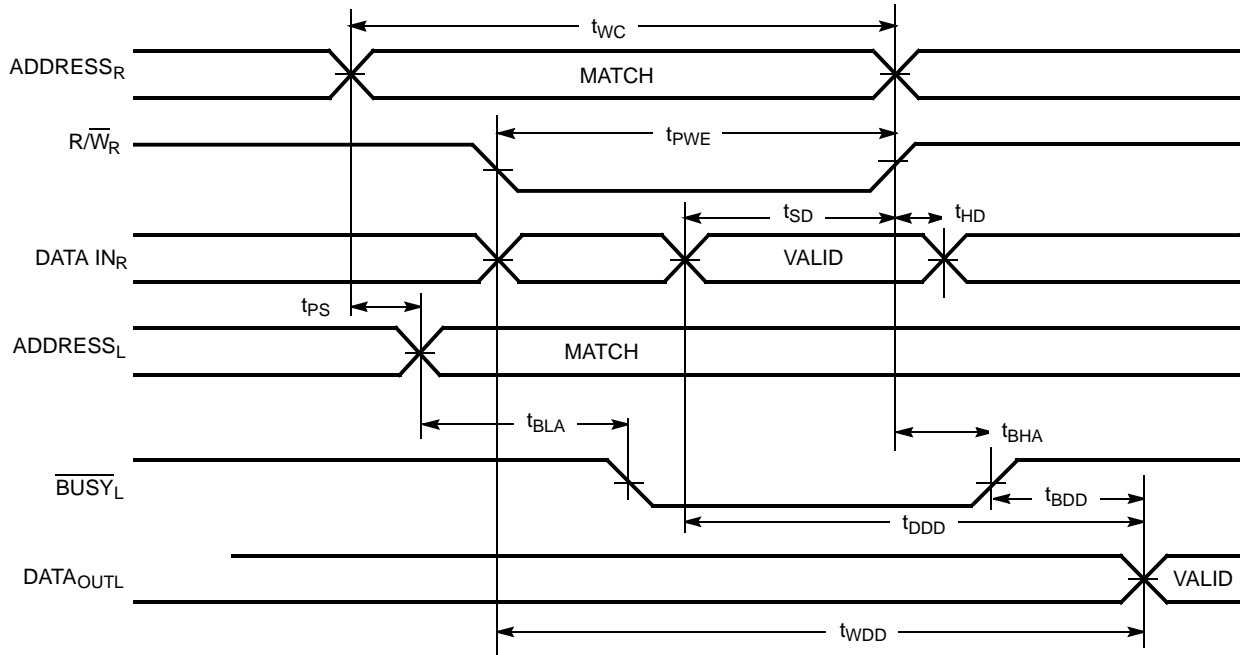 tWC
ADDRESSR
MATCH
R/W̅R
tPWE
tSD
tHD
DATA INR
VALID
tPS
ADDRESSL
MATCH
tBLA
tBHA
B̅U̅S̅Y̅L
tBDD
tDDD
DATAOUTL
VALID
tWDD